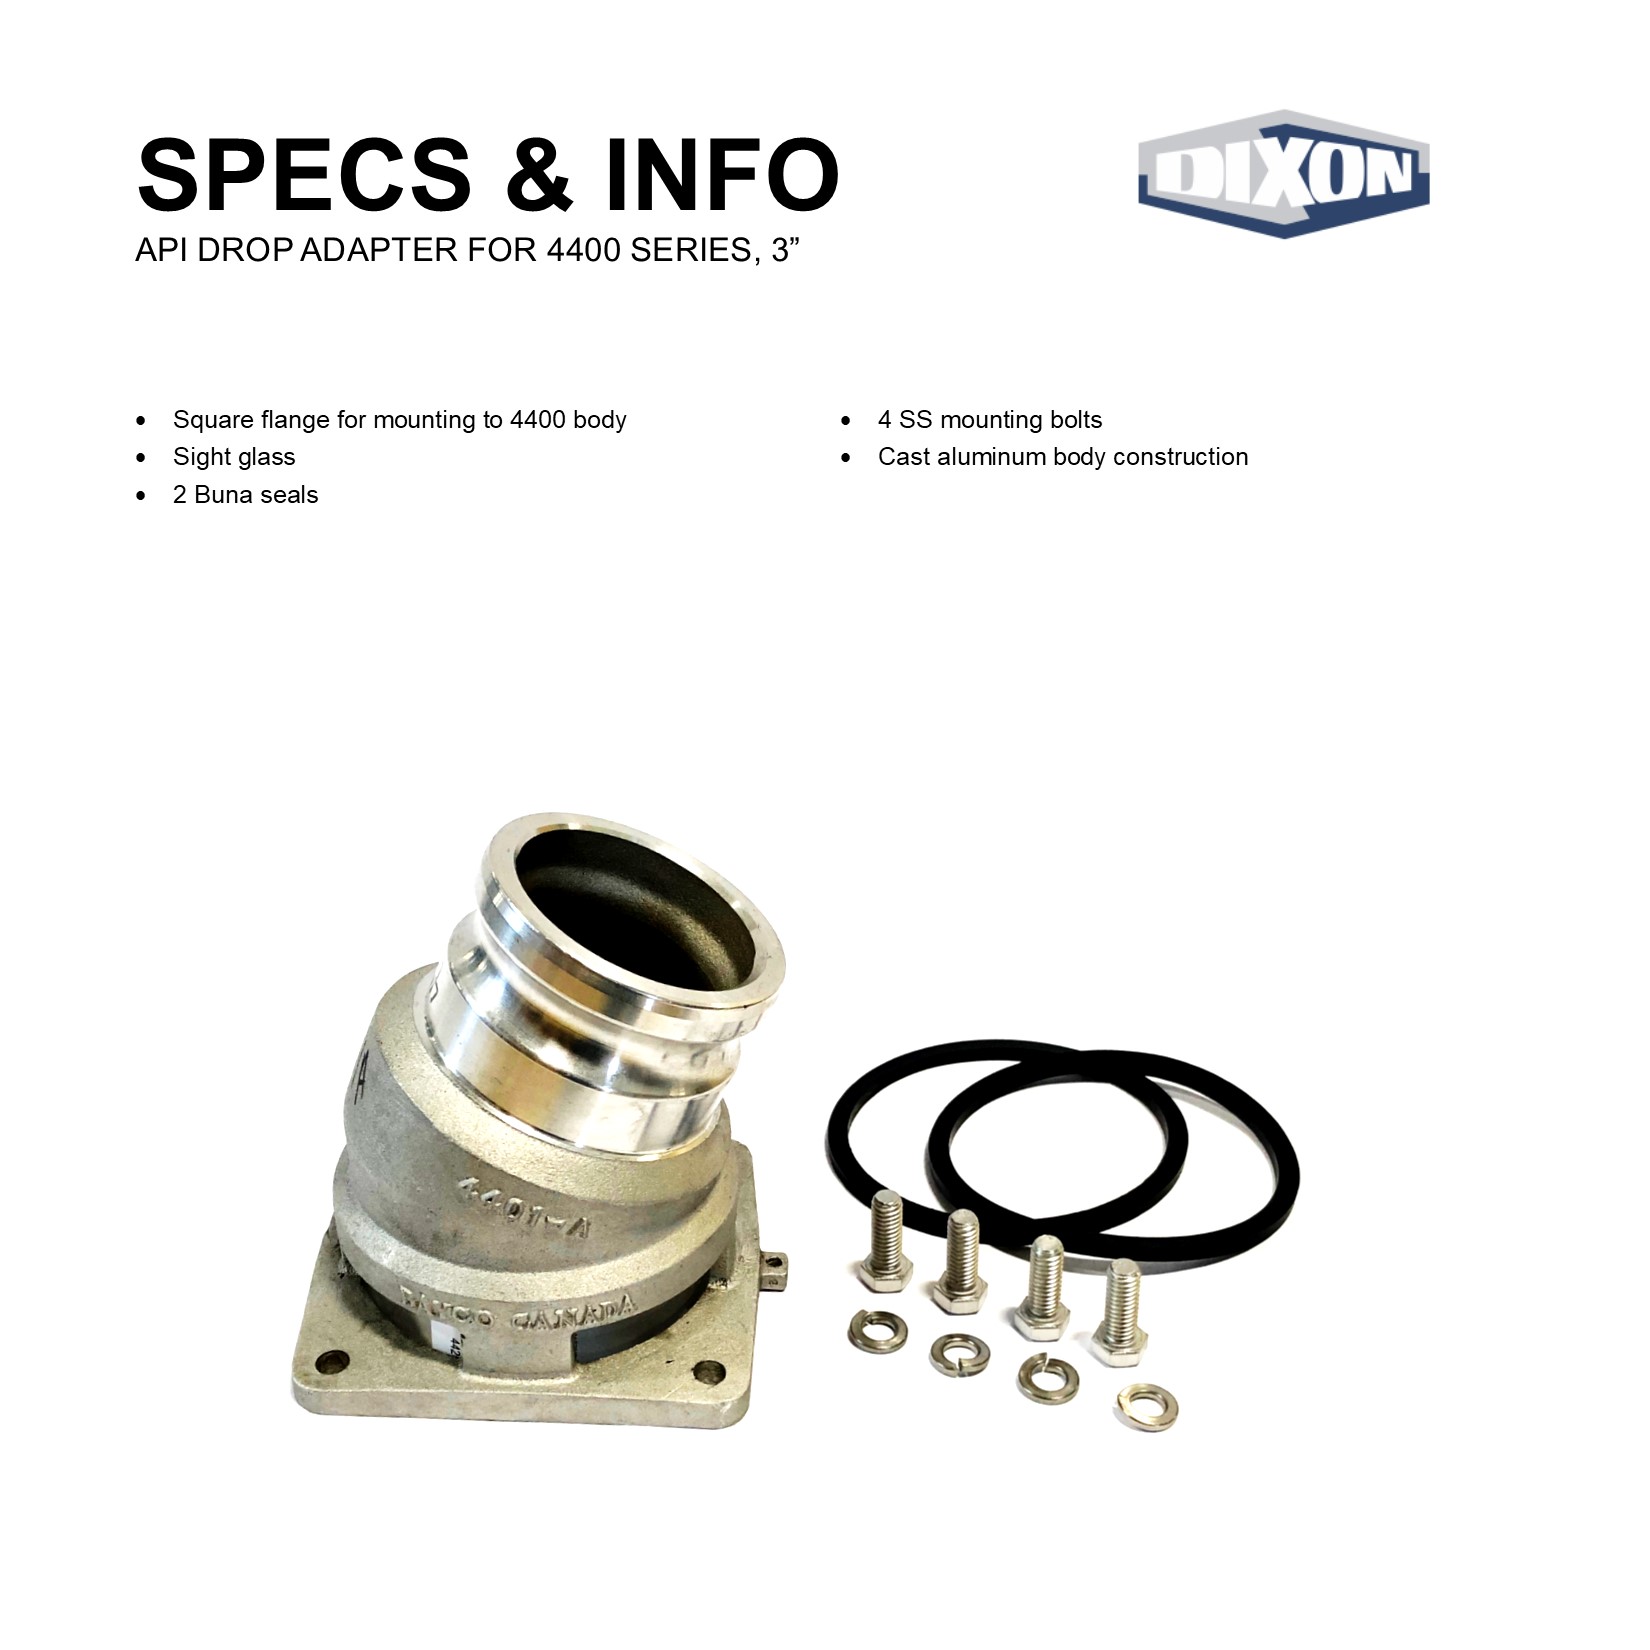 SPECS & INFO
DIXON
API DROP ADAPTER FOR 4400 SERIES, 3”
• Square flange for mounting to 4400 body
• Sight glass
• 2 Buna seals
• 4 SS mounting bolts
• Cast aluminum body construction
4401-A
CANADA